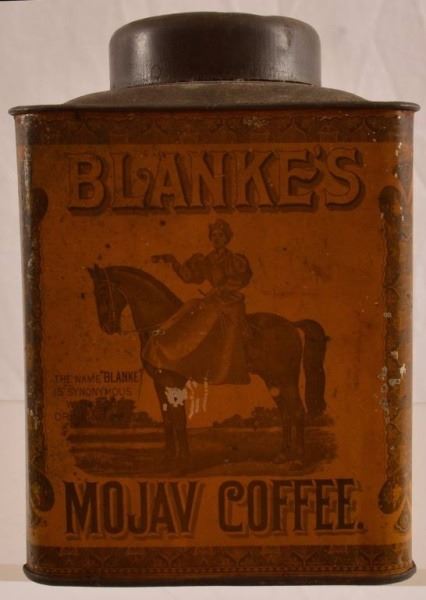 BLANKE'S
THE NAME "BLANKE"
IS SYNONYMOUS
MOJAV COFFEE.